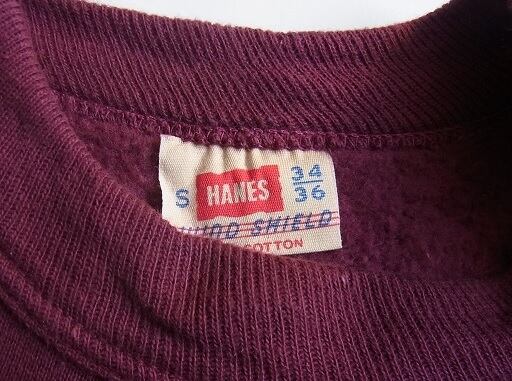 S HANES 34/36
WIND SHIELD
COTTON